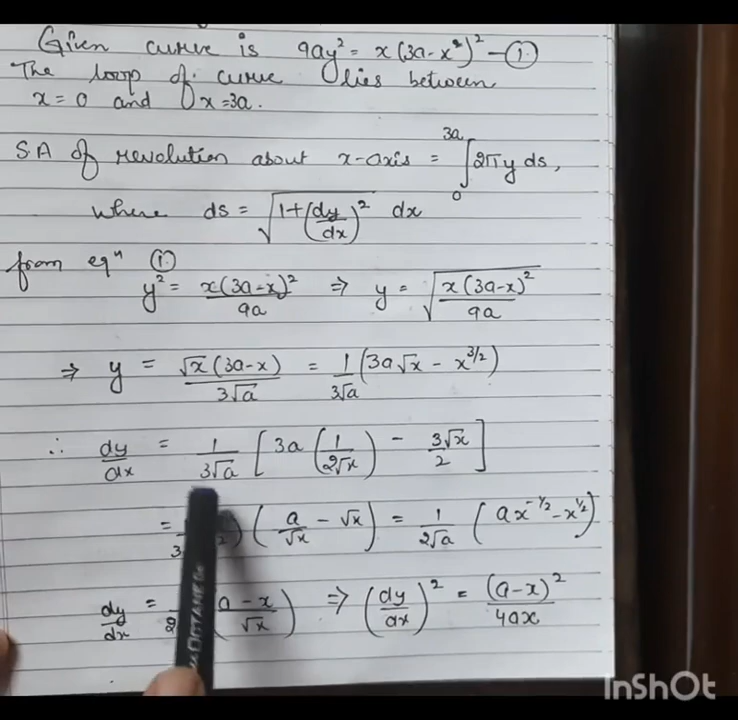 Given curve is 9ay² = x(3a-x²)² - ①
The loop of curve lies between
x = 0 and x = 3a.
S.A of revolution about x-axis = ∫₀³ᵃ 2πy ds,
where ds = √(1+(dy/dx)²) dx
from eqⁿ ①
y² = x(3a-x)²/9a ⇒ y = √(x(3a-x)²/9a)
⇒ y = √x(3a-x)/3√a = 1/3√a (3a√x - x^3/2)
∴ dy/dx = 1/3√a [3a(1/2√x) - 3√x/2]
= (a/√x - √x) = 1/2√a (ax^-1/2 - x^1/2)
dy/dx = (a-x/√x) ⇒ (dy/dx)² = (a-x)²/4ax
InShOt